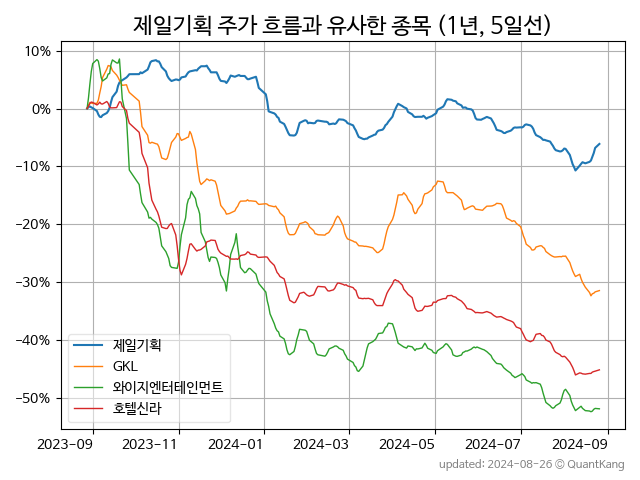 제일기획 주가 흐름과 유사한 종목 (1년, 5일선)
10%
0%
−10%
−20%
−30%
−40%
−50%
제일기획
GKL
와이지엔터테인먼트
호텔신라
2023-09 2023-11 2024-01 2024-03 2024-05 2024-07 2024-09
updated: 2024-08-26 © QuantKang